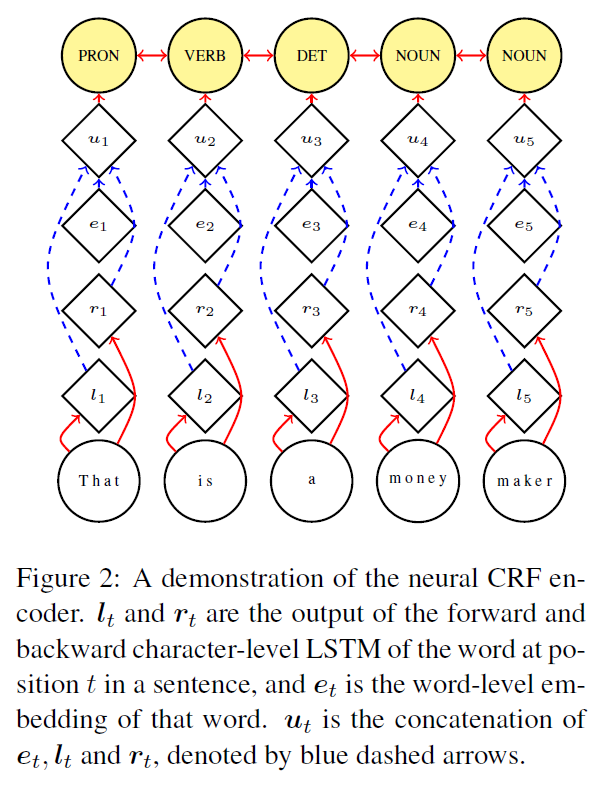 PRON VERB DET NOUN NOUN
u1 u2 u3 u4 u5
e1 e2 e3 e4 e5
r1 r2 r3 r4 r5
l1 l2 l3 l4 l5
That is a money maker
Figure 2: A demonstration of the neural CRF en-
coder. lt and rt are the output of the forward and
backward character-level LSTM of the word at po-
sition t in a sentence, and et is the word-level em-
bedding of that word. ut is the concatenation of
et, lt and rt, denoted by blue dashed arrows.